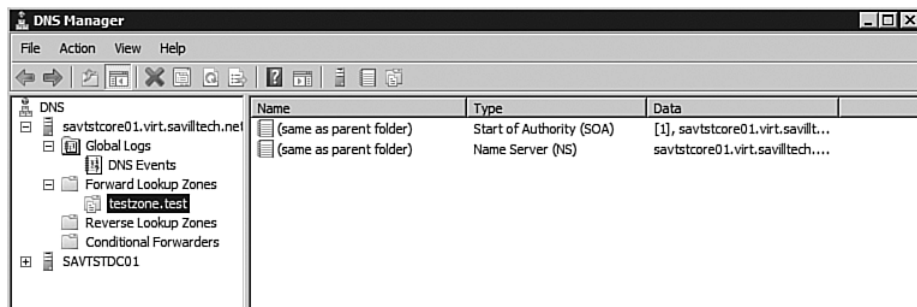 DNS Manager
File Action View Help
DNS
savtstcore01.virt.savilltech.net
Global Logs
DNS Events
Forward Lookup Zones
testzone.test
Reverse Lookup Zones
Conditional Forwarders
SAVTSTDC01
Name Type Data
(same as parent folder) Start of Authority (SOA) [1], savtstcore01.virt.savillt...
(same as parent folder) Name Server (NS) savtstcore01.virt.savilltech....